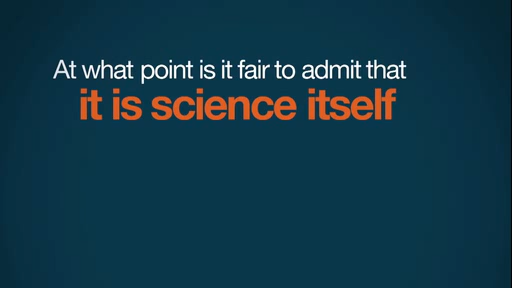 At what point is it fair to admit that
it is science itself